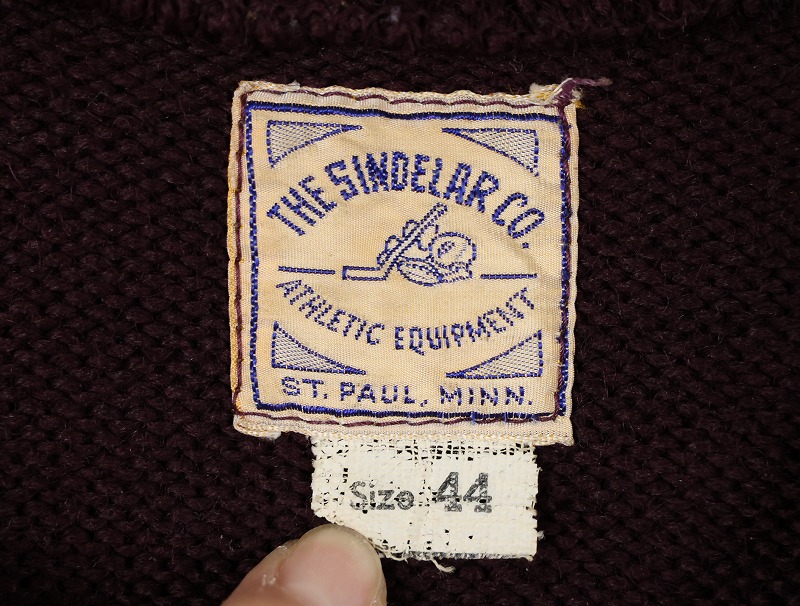 THE SINDELAR CO.
ATHLETIC EQUIPMENT
ST. PAUL, MINN.
Size 44